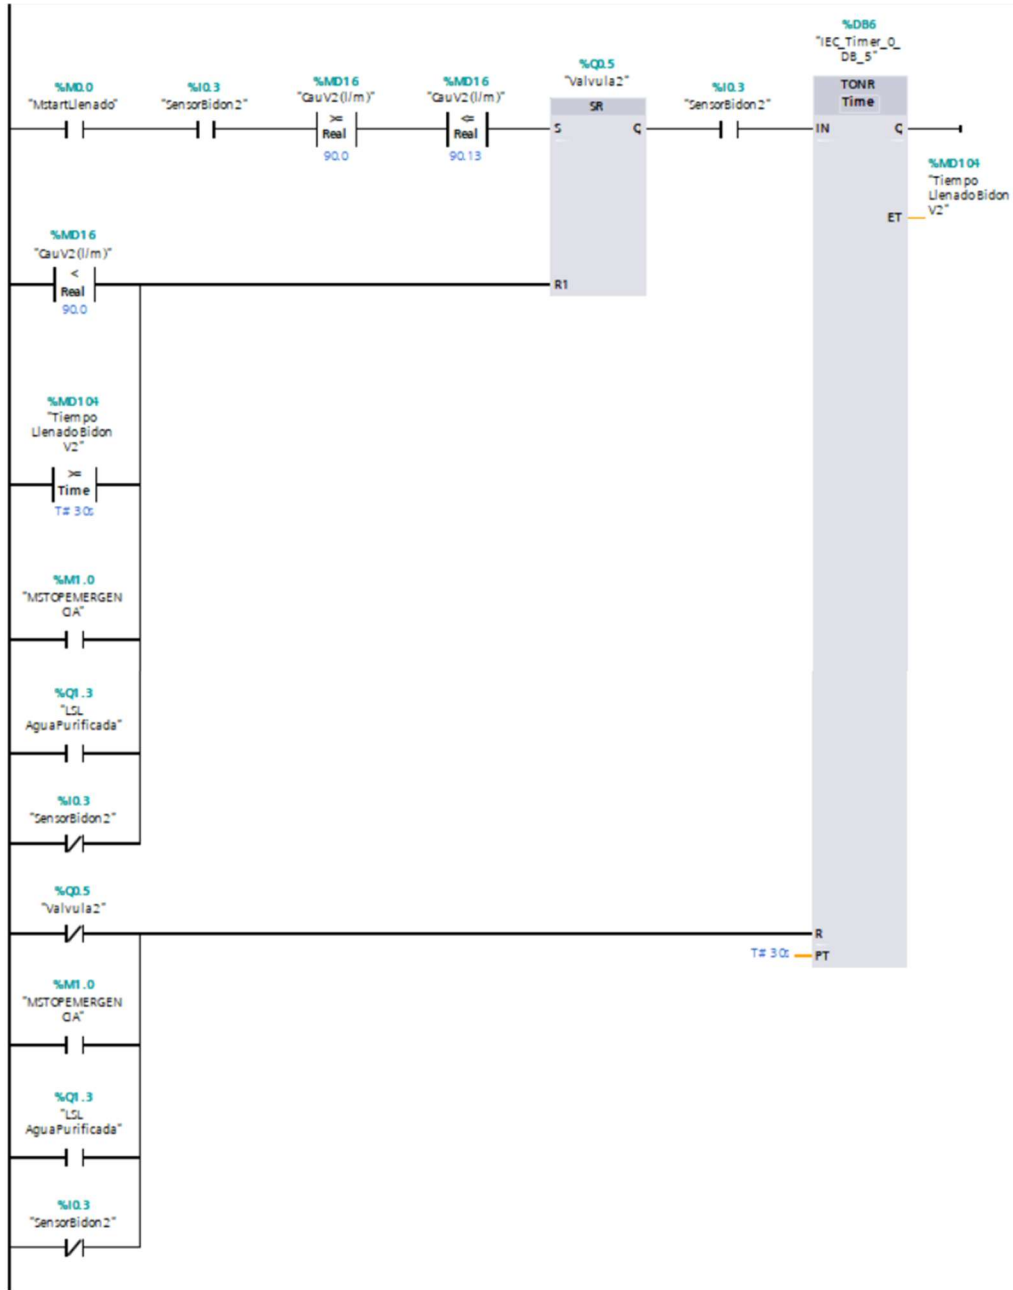 %DB6
"IEC_Timer_0_
DB_5"
%Q0.5
"Valvula2"
%M0.0
"MstartLlenado"
%I0.3
"SensorBidon2"
%MD16
"CauV2(l/m)"
%MD16
"CauV2(l/m)"
%I0.3
"SensorBidon2"
TONR
Time
SR
>=
Real
90.0
<=
Real
90.13
S
Q
IN
Q
%MD104
"Tiempo
LlenadoBidon
V2"
ET
%MD16
"CauV2(l/m)"
<
Real
90.0
R1
%MD104
"Tiempo
LlenadoBidon
V2"
>=
Time
T# 30s
%M1.0
"MSTOPEMERGEN
CIA"
%Q1.3
"LSL
AguaPurificada"
%I0.3
"SensorBidon2"
%Q0.5
"Valvula2"
R
T# 30s
PT
%M1.0
"MSTOPEMERGEN
CIA"
%Q1.3
"LSL
AguaPurificada"
%I0.3
"SensorBidon2"